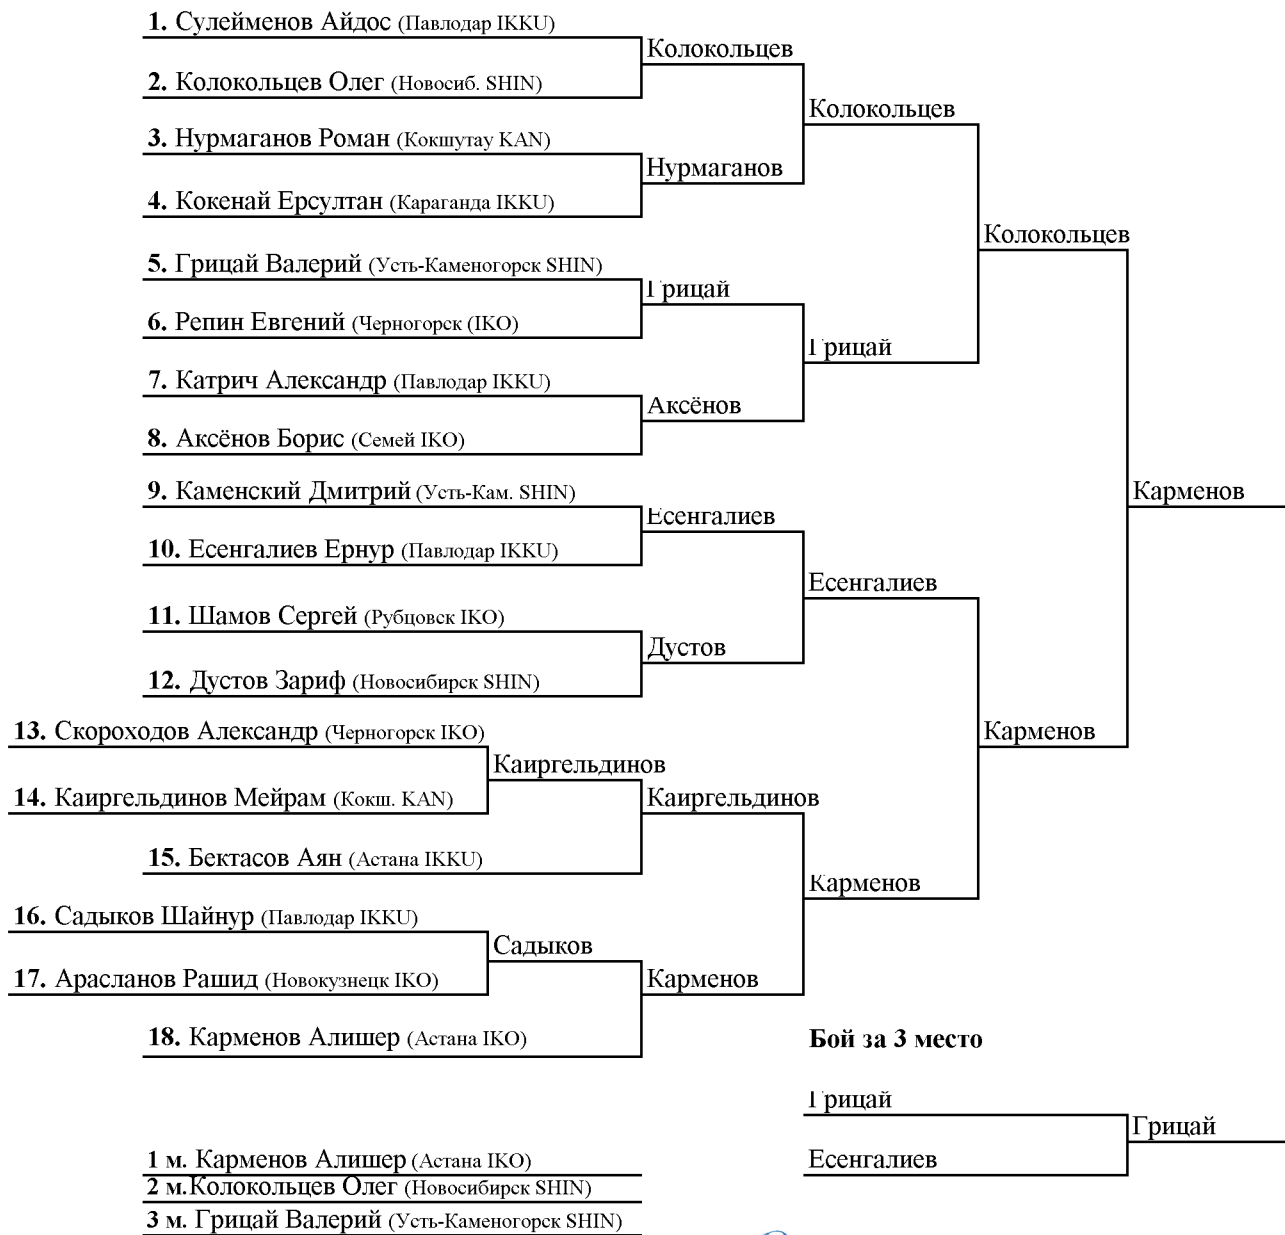 1. Сулейменов Айдос (Павлодар IKKU)
Колокольцев
2. Колокольцев Олег (Новосиб. SHIN)
Колокольцев
3. Нурмаганов Роман (Кокшутау KAN)
Нурмаганов
4. Кокенай Ерсултан (Караганда IKKU)
Колокольцев
5. Грицай Валерий (Усть-Каменогорск SHIN)
Грицай
6. Репин Евгений (Черногорск (IKO)
Грицай
7. Катрич Александр (Павлодар IKKU)
Аксёнов
8. Аксёнов Борис (Семей IKO)
9. Каменский Дмитрий (Усть-Кам. SHIN)
Карменов
Есенгалиев
10. Есенгалиев Ернур (Павлодар IKKU)
Есенгалиев
11. Шамов Сергей (Рубцовск IKO)
Дустов
12. Дустов Зариф (Новосибирск SHIN)
13. Скороходов Александр (Черногорск IKO)
Карменов
Каиргельдинов
14. Каиргельдинов Мейрам (Кокш. KAN)
Каиргельдинов
15. Бектасов Аян (Астана IKKU)
Карменов
16. Садыков Шайнур (Павлодар IKKU)
Садыков
17. Арасланов Рашид (Новокузнецк IKO)
Карменов
18. Карменов Алишер (Астана IKO)
Бой за 3 место
Грицай
Грицай
Есенгалиев
1 м. Карменов Алишер (Астана IKO)
2 м.Колокольцев Олег (Новосибирск SHIN)
3 м. Грицай Валерий (Усть-Каменогорск SHIN)